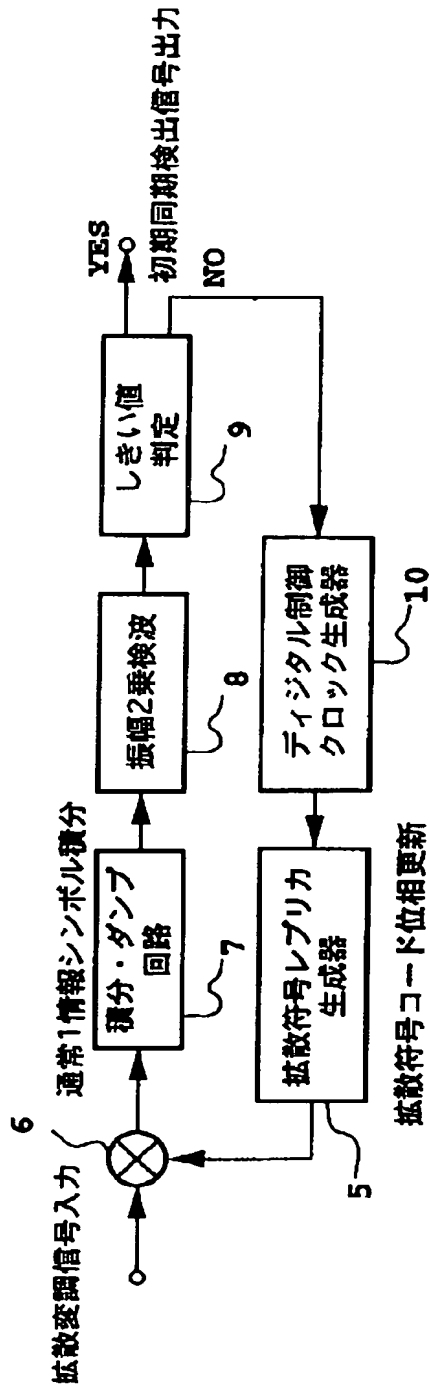 拡散変調信号入力
6
通常1情報シンボル積分
積分・ダンプ
回路
7
振幅2乗検波
8
しきい値
判定
9
YES
初期同期検出信号出力
NO
ディジタル制御
クロック生成器
10
拡散符号レプリカ
生成器
5
拡散符号コード位相更新